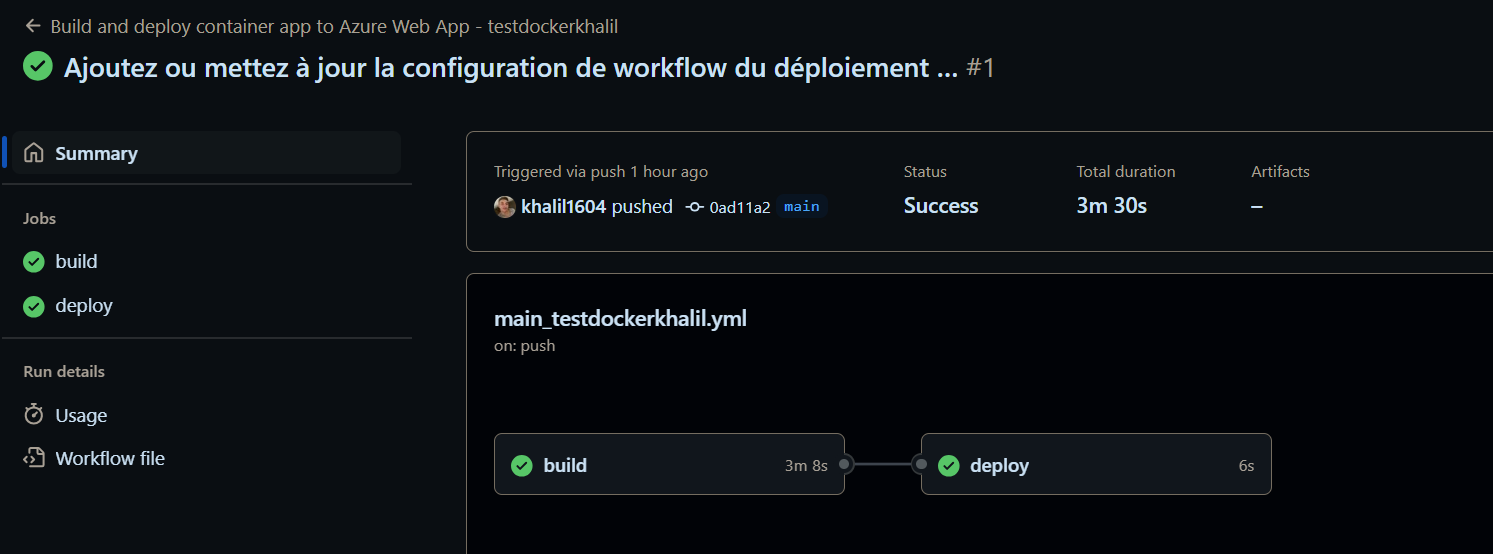 Build and deploy container app to Azure Web App - testdockerkhalil
Ajoutez ou mettez à jour la configuration de workflow du déploiement ... #1
Summary
Jobs
build
deploy
Run details
Usage
Workflow file
Triggered via push 1 hour ago
khalil1604 pushed 0ad11a2 main
Status
Success
Total duration
3m 30s
Artifacts
–
main_testdockerkhalil.yml
on: push
build 3m 8s
deploy 6s